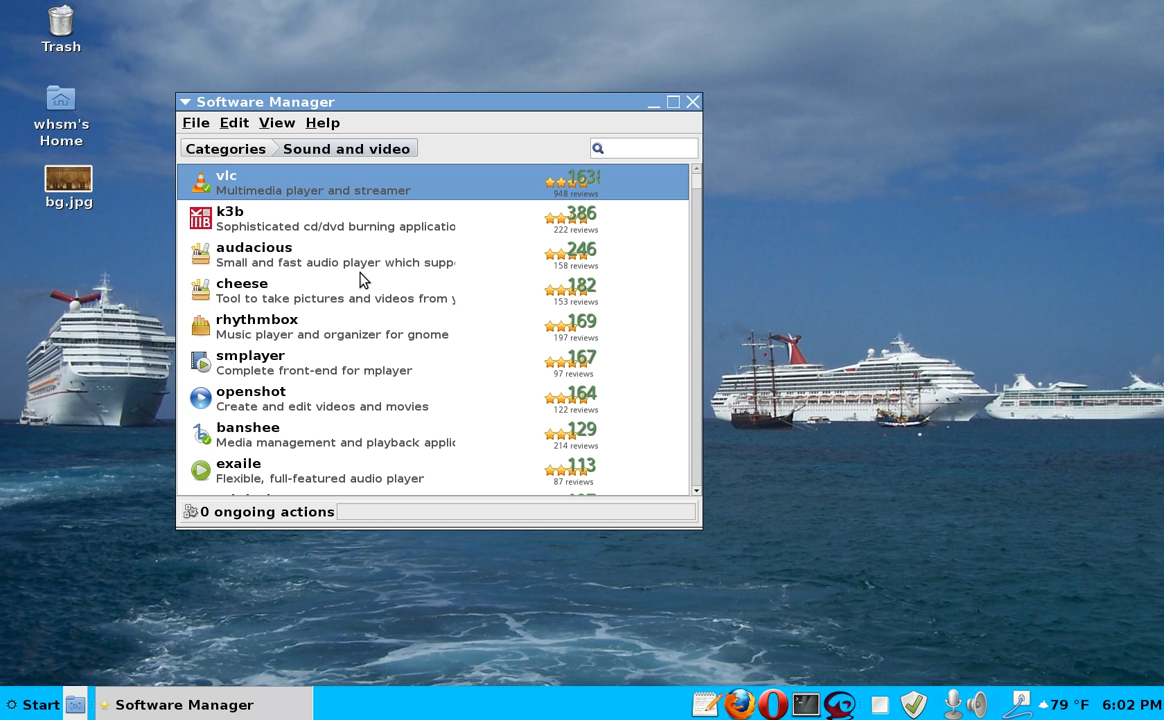 Trash
whsm's
Home
bg.jpg
Software Manager
File Edit View Help
Categories Sound and video
vlc
Multimedia player and streamer
948 reviews
k3b
Sophisticated cd/dvd burning applicatio
386
222 reviews
audacious
Small and fast audio player which supp
246
158 reviews
cheese
Tool to take pictures and videos from y
182
153 reviews
rhythmbox
Music player and organizer for gnome
169
197 reviews
smplayer
Complete front-end for mplayer
167
97 reviews
openshot
Create and edit videos and movies
164
122 reviews
banshee
Media management and playback applic
129
214 reviews
exaile
Flexible, full-featured audio player
113
87 reviews
0 ongoing actions
Start
Software Manager
79 °F 6:02 PM